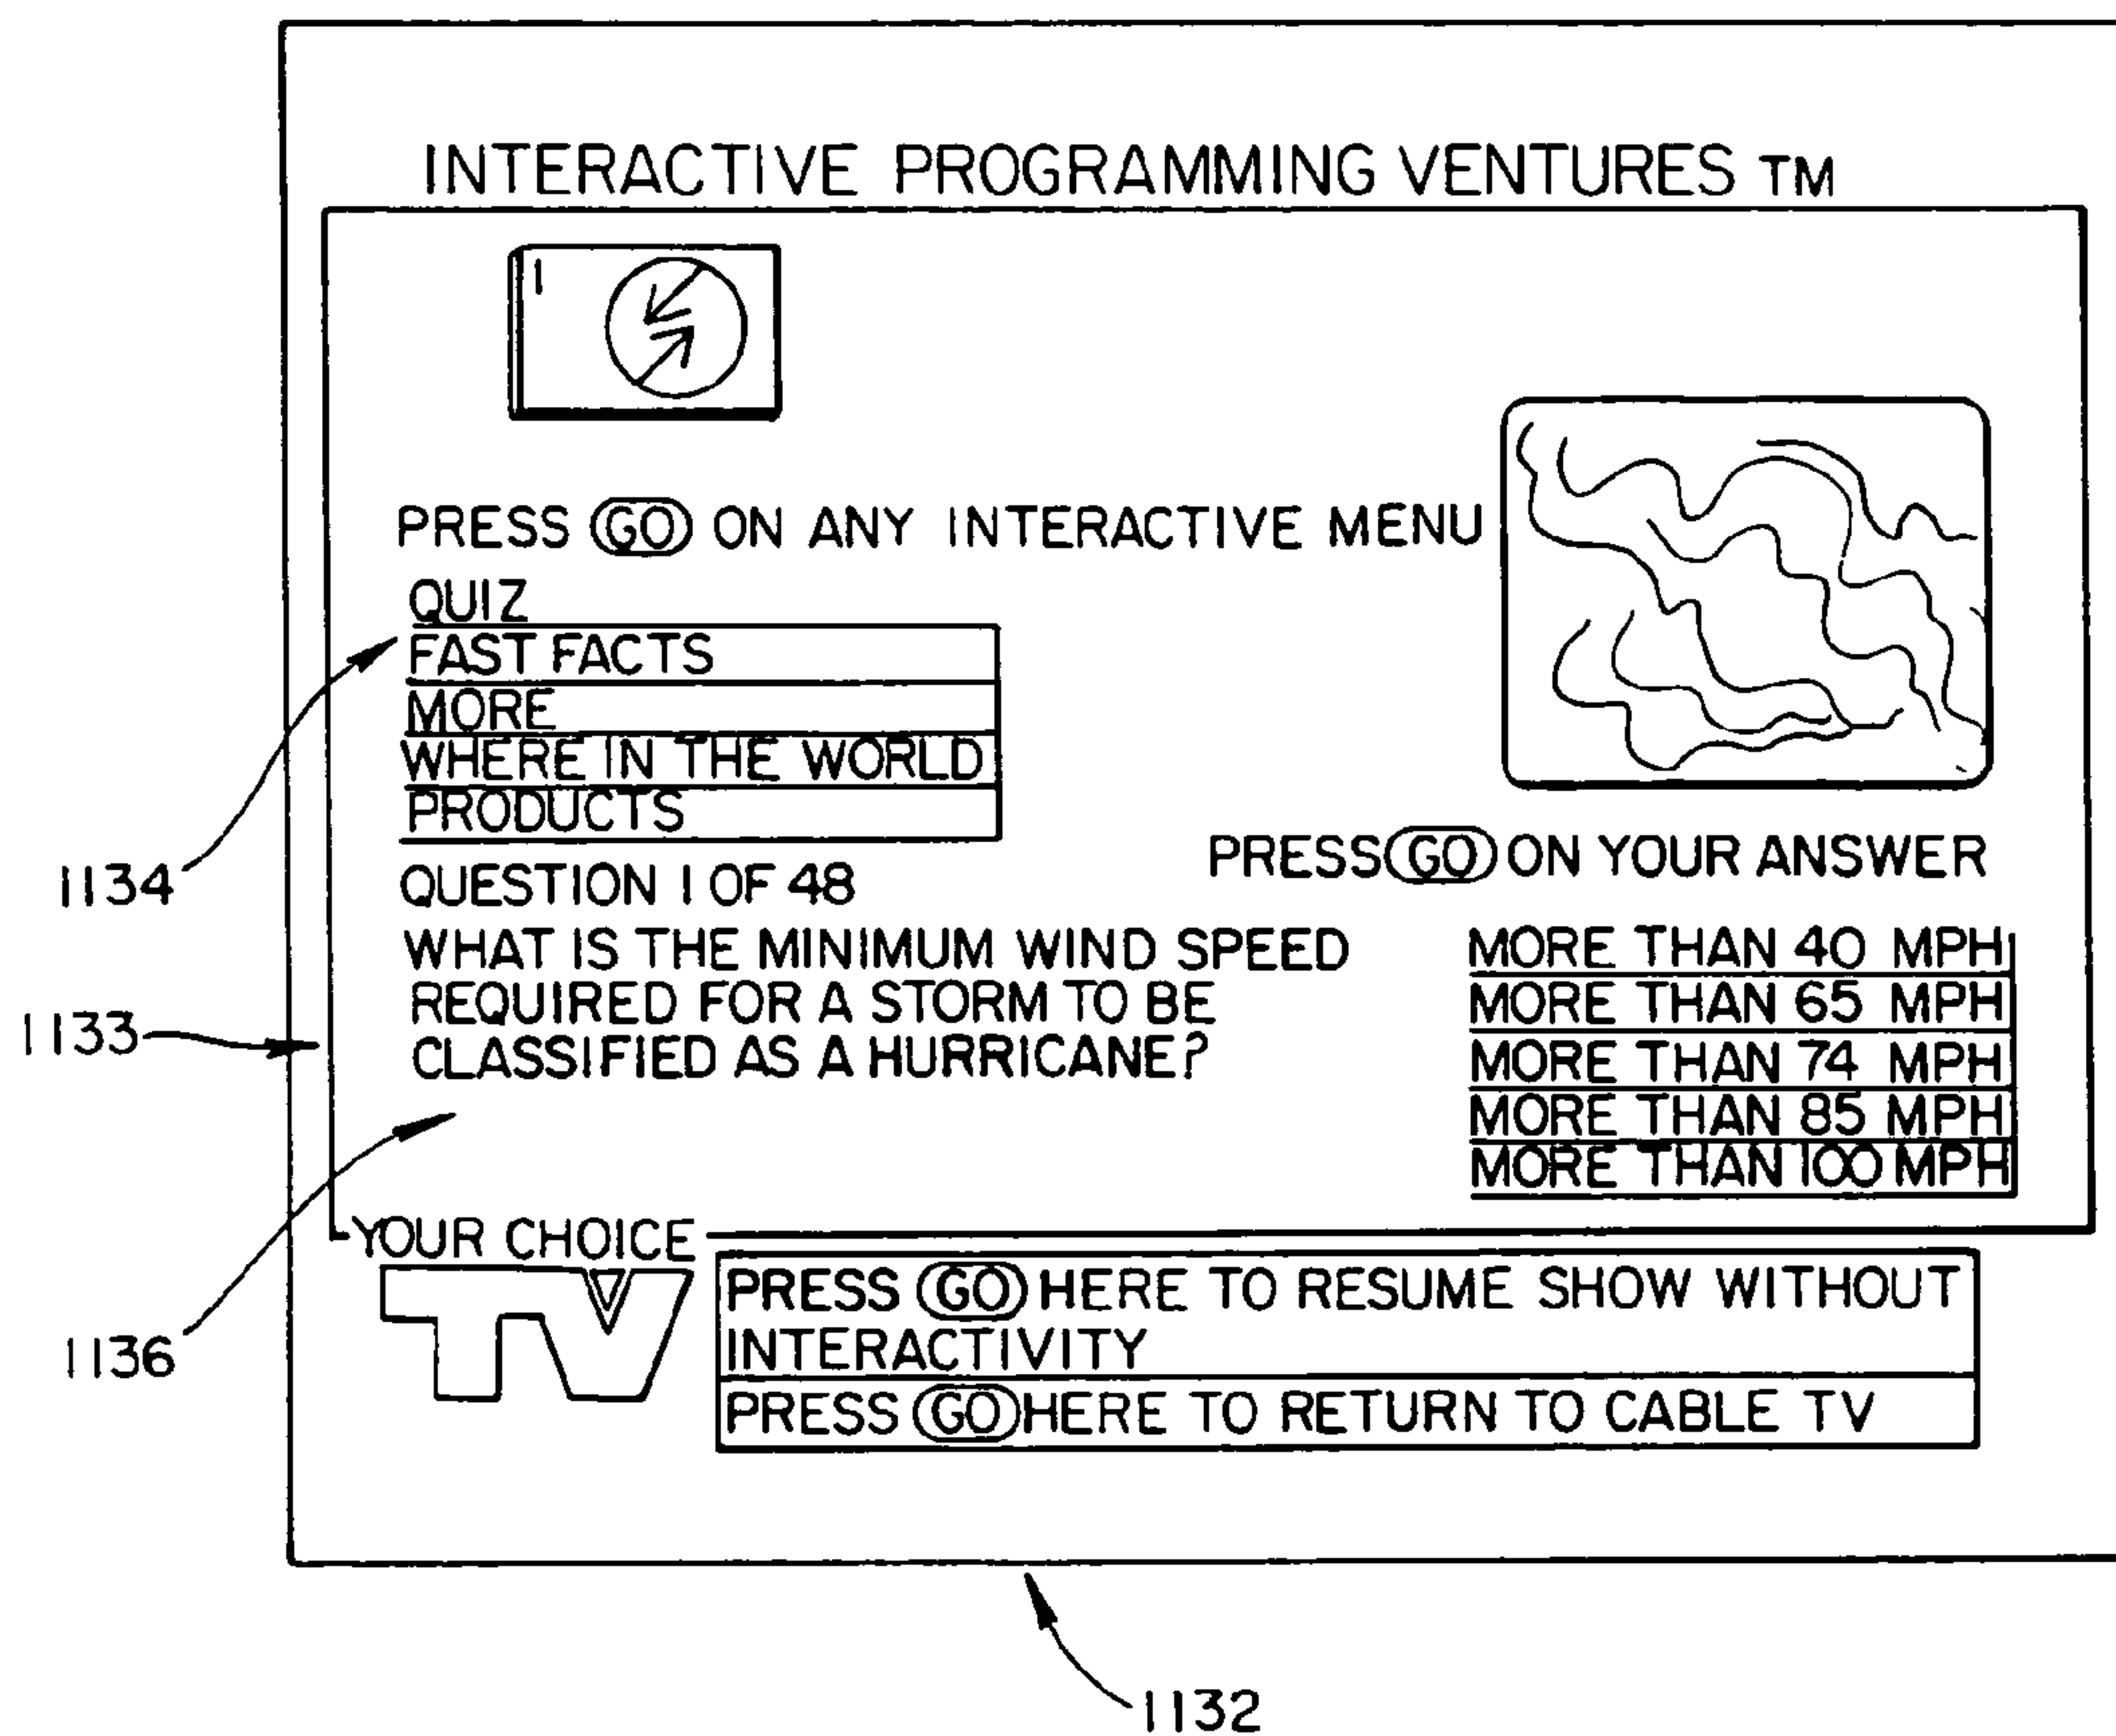 INTERACTIVE PROGRAMMING VENTURES TM
PRESS GO ON ANY INTERACTIVE MENU
QUIZ
FAST FACTS
MORE
WHERE IN THE WORLD
PRODUCTS
1134
PRESS GO ON YOUR ANSWER
QUESTION 1 OF 48
WHAT IS THE MINIMUM WIND SPEED
REQUIRED FOR A STORM TO BE
CLASSIFIED AS A HURRICANE?
MORE THAN 40 MPH
MORE THAN 65 MPH
MORE THAN 74 MPH
MORE THAN 85 MPH
MORE THAN 100 MPH
1133
YOUR CHOICE
TV
PRESS GO HERE TO RESUME SHOW WITHOUT
INTERACTIVITY
PRESS GO HERE TO RETURN TO CABLE TV
1136
1132